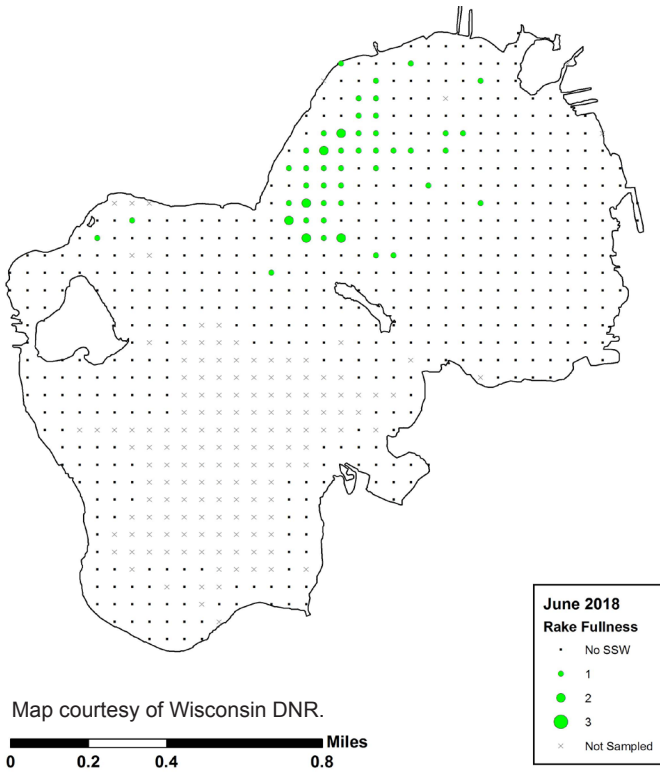 June 2018
Rake Fullness
No SSW
1
2
3
Not Sampled
Map courtesy of Wisconsin DNR.
Miles
0 0.2 0.4 0.8